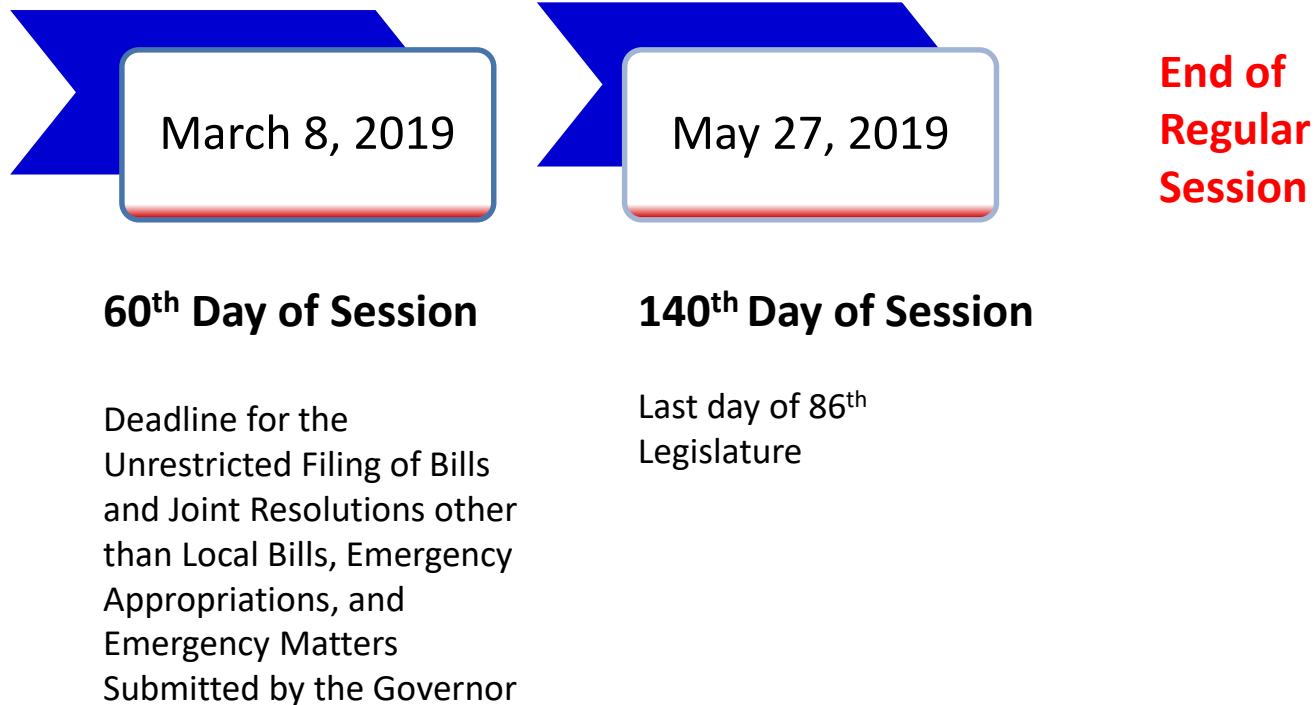 March 8, 2019
May 27, 2019
End of
Regular
Session
60th Day of Session
Deadline for the
Unrestricted Filing of Bills
and Joint Resolutions other
than Local Bills, Emergency
Appropriations, and
Emergency Matters
Submitted by the Governor
140th Day of Session
Last day of 86th
Legislature